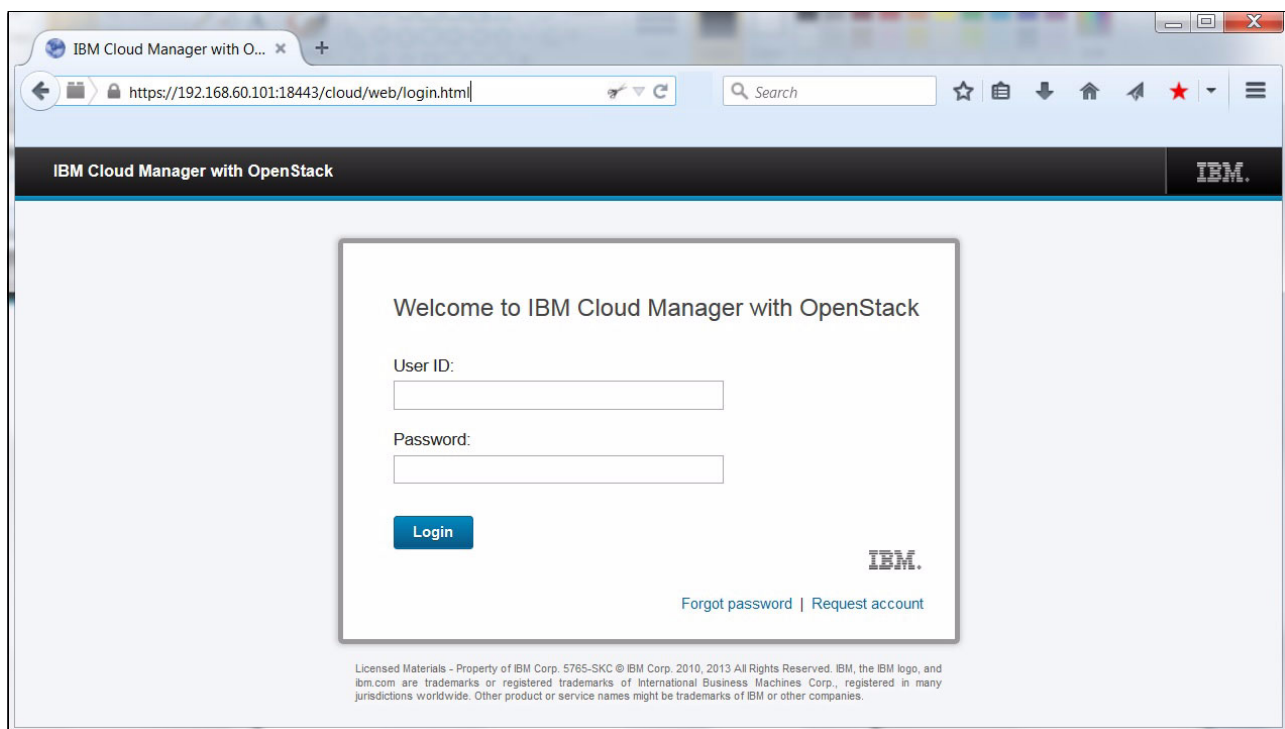 IBM Cloud Manager with O... ×
https://192.168.60.101:18443/cloud/web/login.html
Search
IBM Cloud Manager with OpenStack
IBM.
Welcome to IBM Cloud Manager with OpenStack
User ID:
Password:
Login
IBM.
Forgot password | Request account
Licensed Materials - Property of IBM Corp. 5765-SKC © IBM Corp. 2010, 2013 All Rights Reserved. IBM, the IBM logo, and
ibm.com are trademarks or registered trademarks of International Business Machines Corp., registered in many
jurisdictions worldwide. Other product or service names might be trademarks of IBM or other companies.